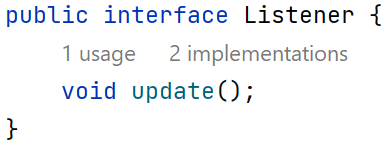 public interface Listener {
1 usage   2 implementations
void update();
}